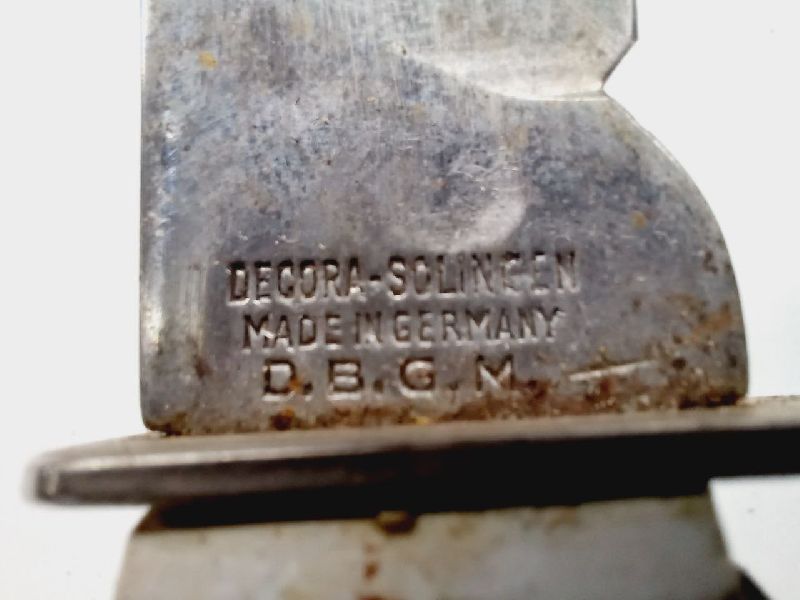 DECORA-SOLINGEN
MADE IN GERMANY
D.B.G.M.